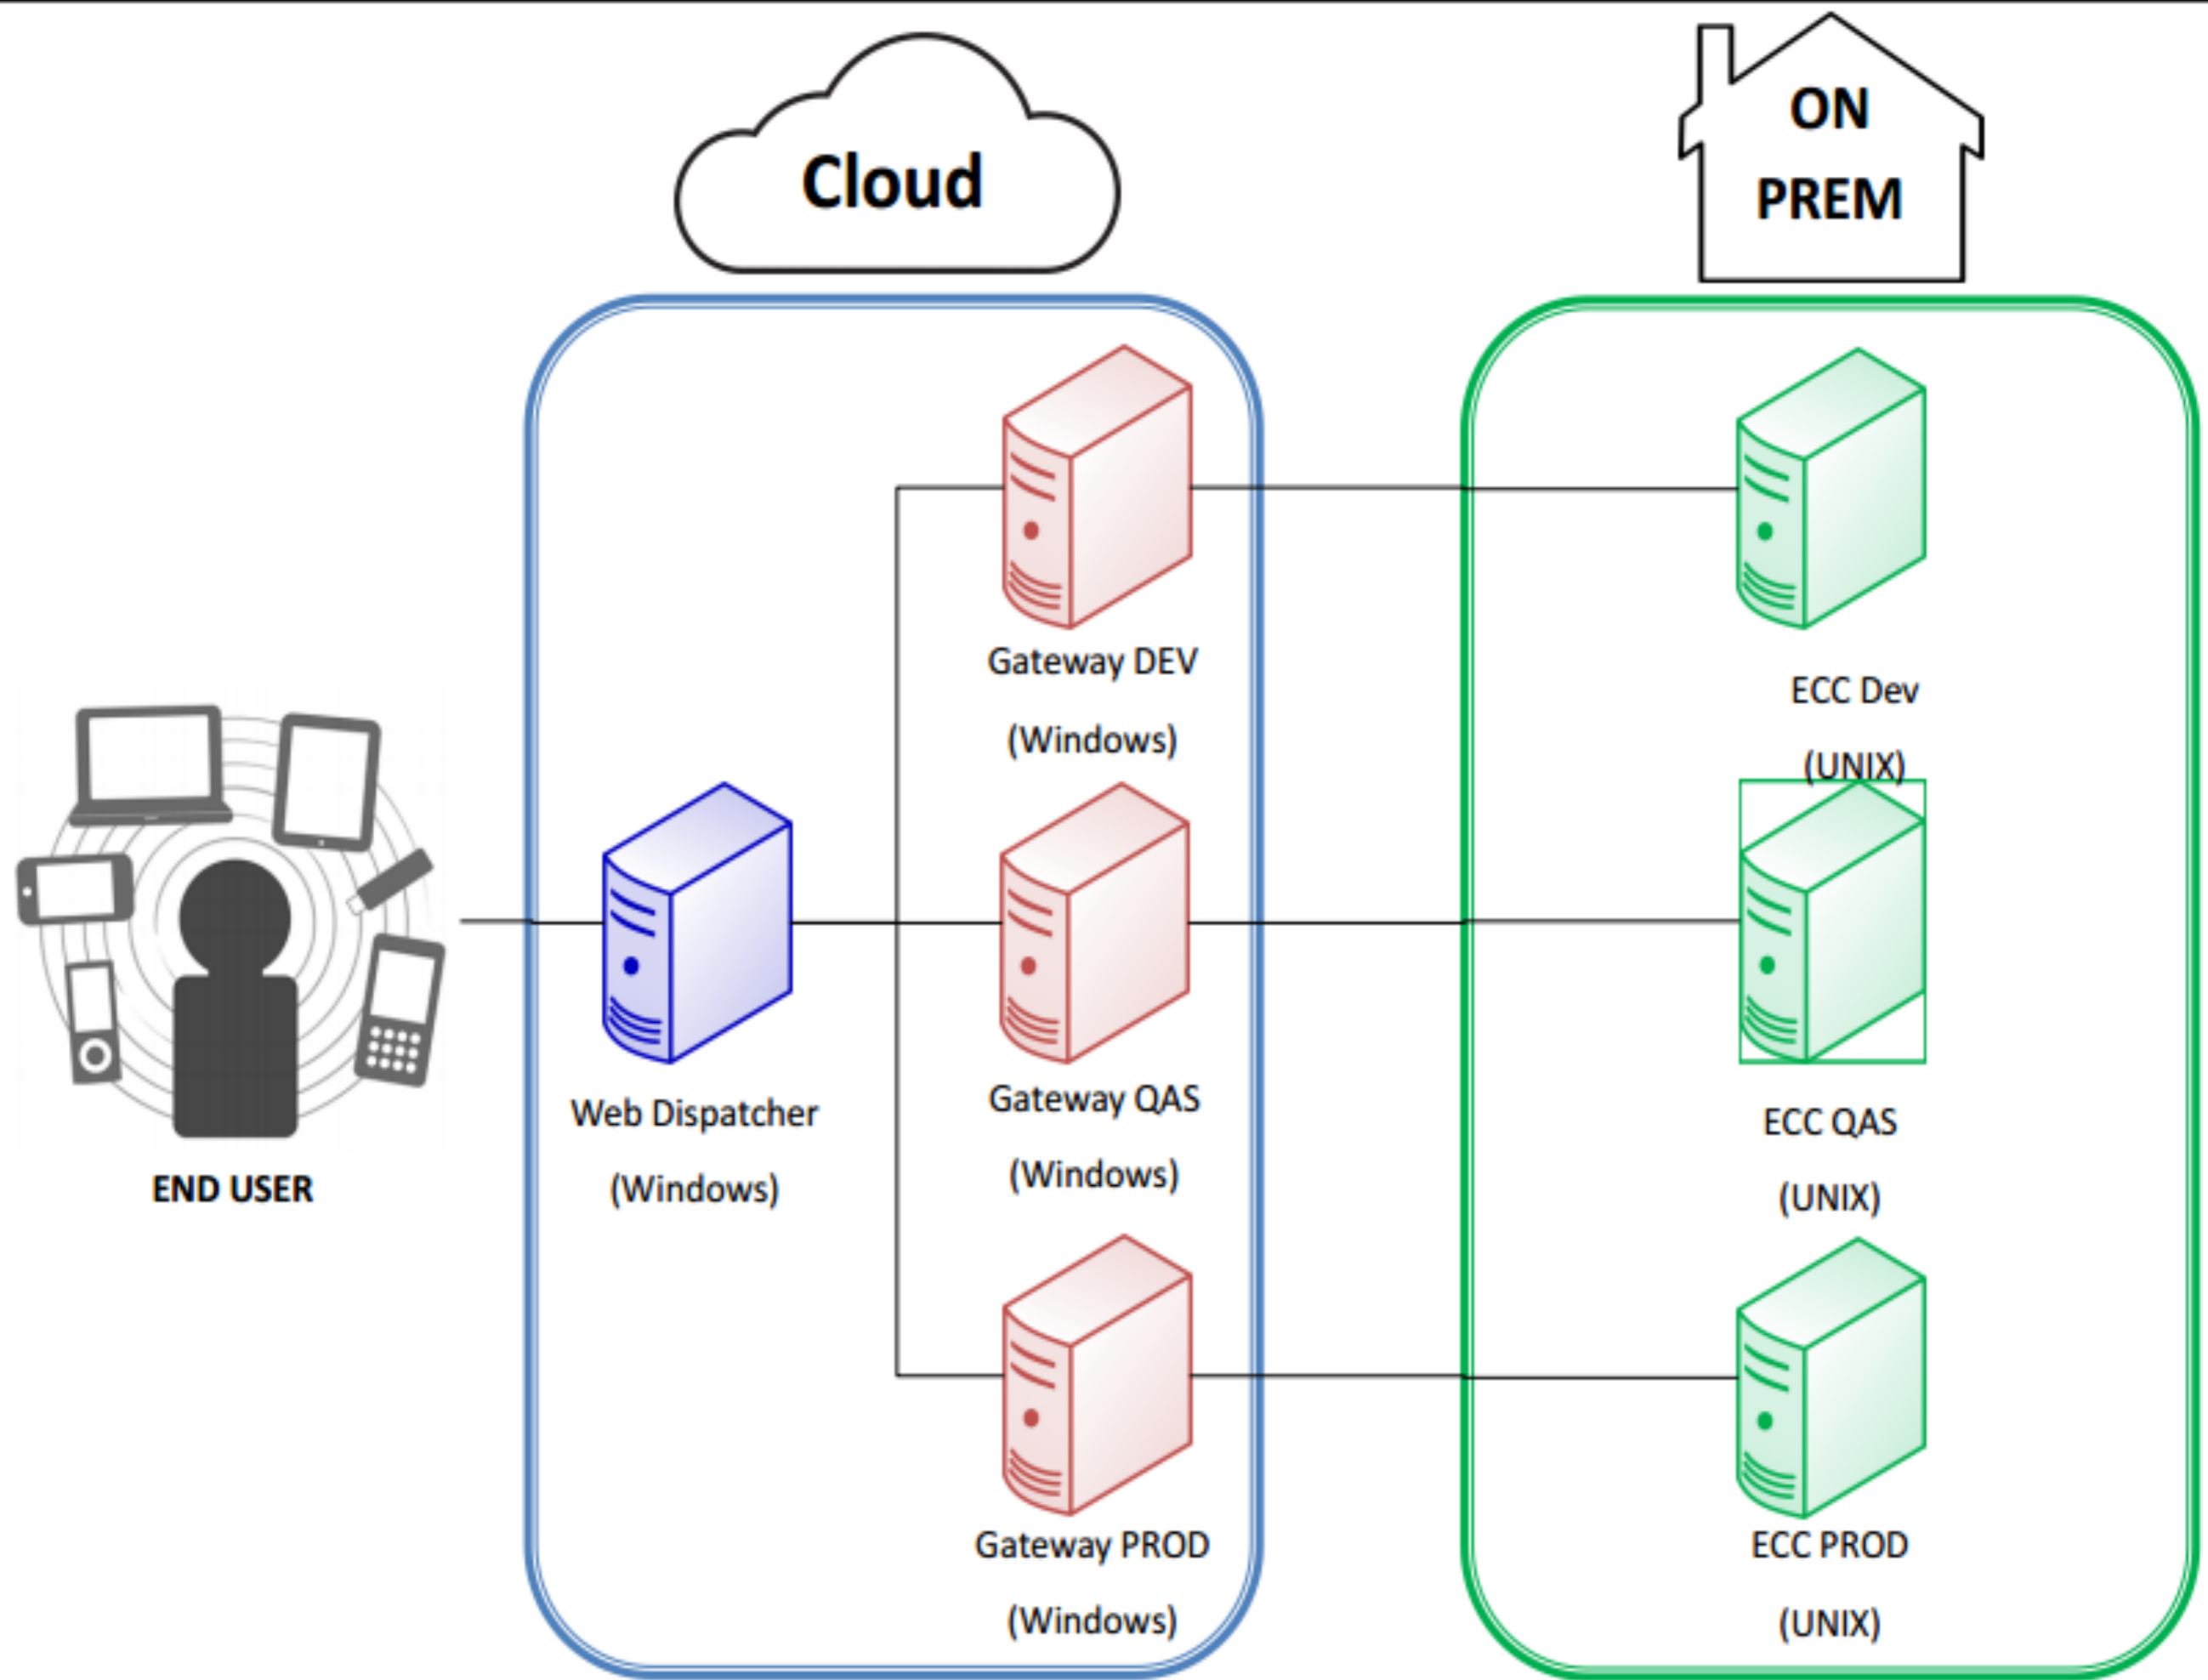 Cloud
ON
PREM
Gateway DEV
(Windows)
ECC Dev
(UNIX)
Web Dispatcher
(Windows)
Gateway QAS
(Windows)
ECC QAS
(UNIX)
END USER
Gateway PROD
(Windows)
ECC PROD
(UNIX)